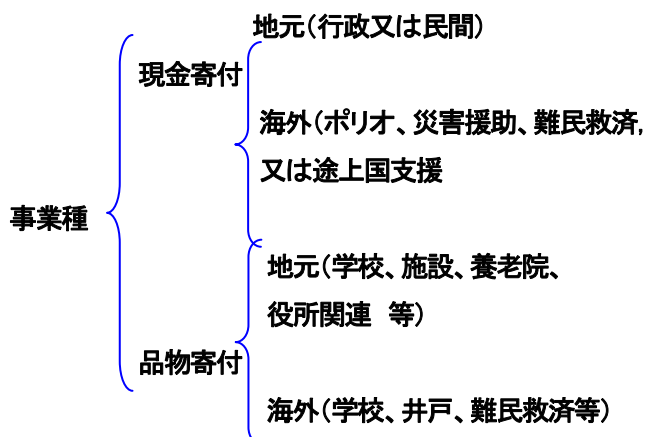 地元（行政又は民間）
現金寄付
海外（ポリオ、災害援助、難民救済,
又は途上国支援
事業種
地元（学校、施設、養老院、
役所関連　等）
品物寄付
海外（学校、井戸、難民救済等）